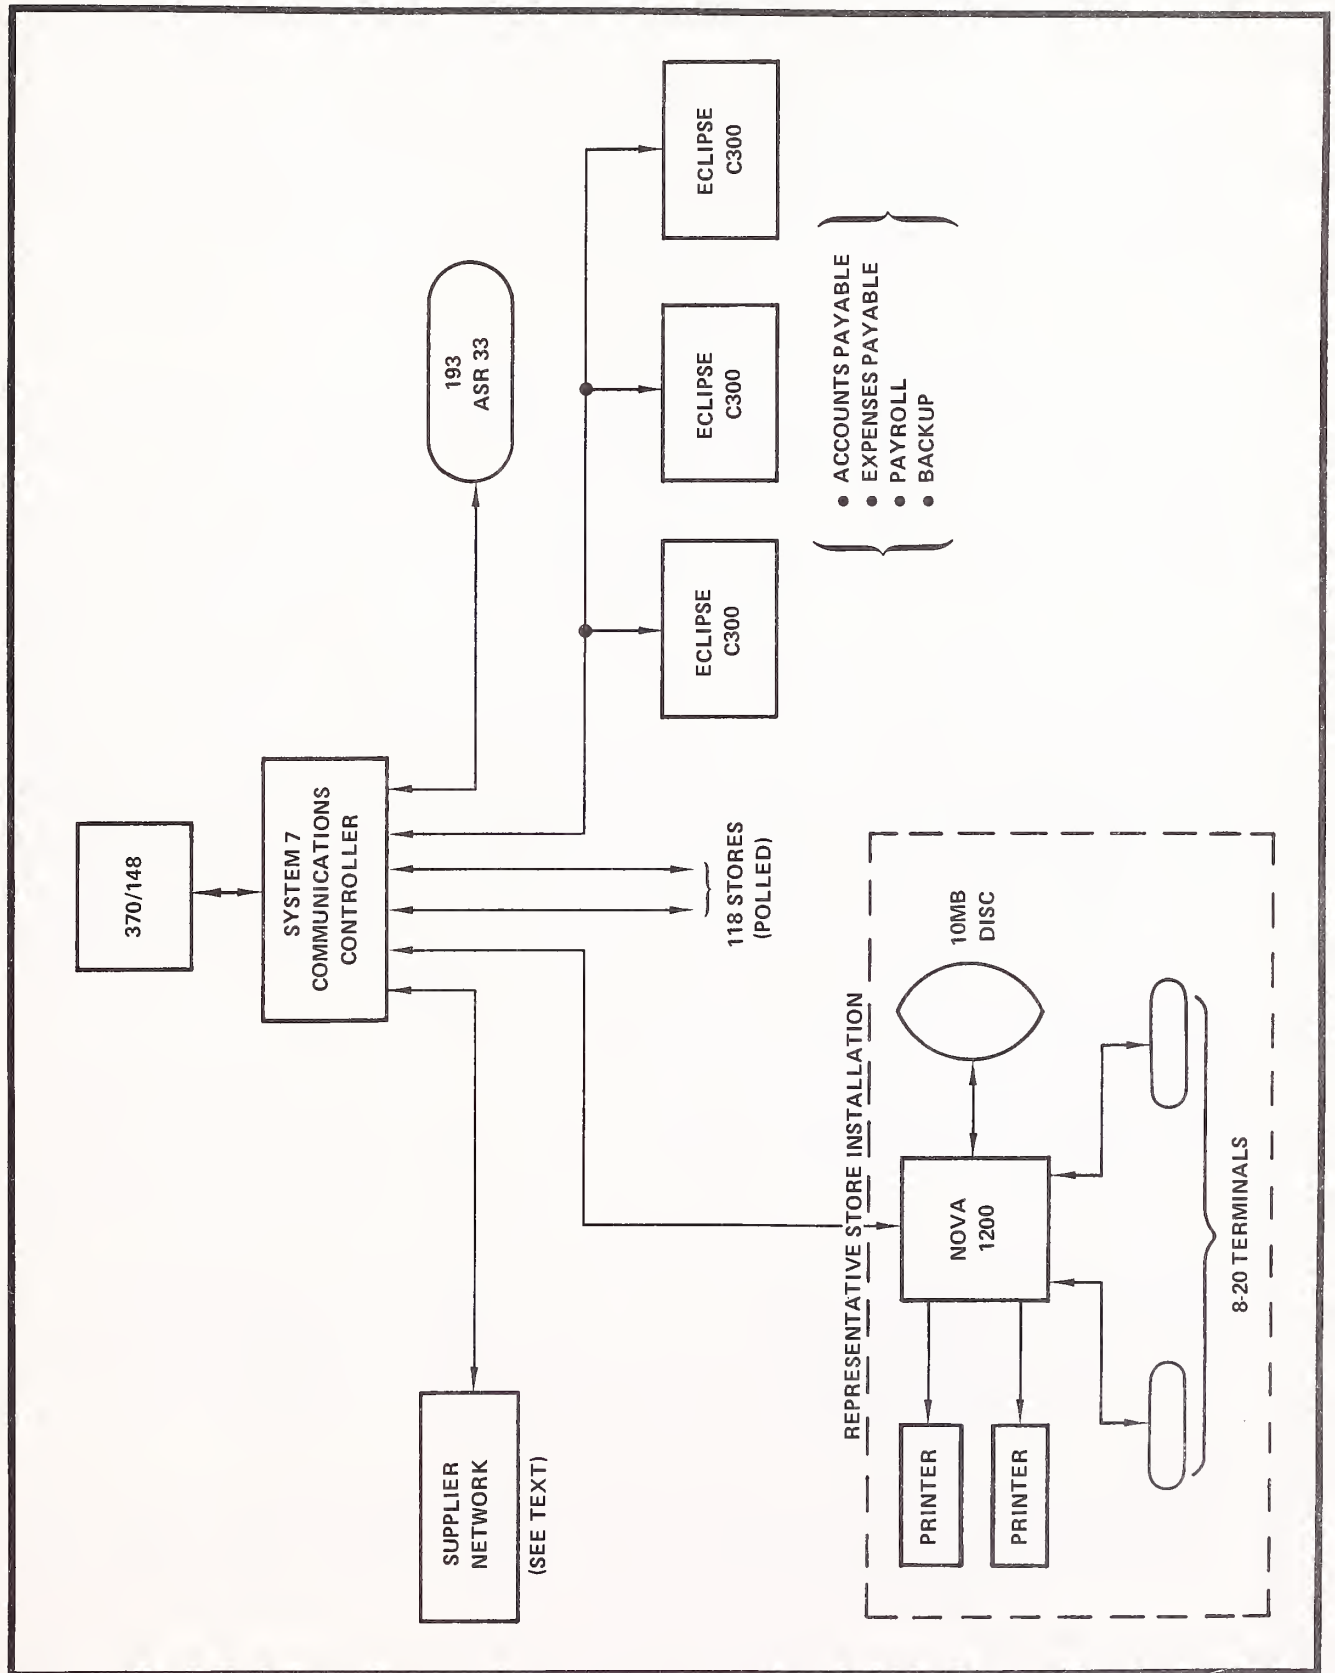 370/148
SYSTEM 7
COMMUNICATIONS
CONTROLLER
SUPPLIER
NETWORK
(SEE TEXT)
193
ASR 33
118 STORES
(POLLED)
ECLIPSE
C300
ECLIPSE
C300
ECLIPSE
C300
● ACCOUNTS PAYABLE
● EXPENSES PAYABLE
● PAYROLL
● BACKUP
REPRESENTATIVE STORE INSTALLATION
PRINTER
PRINTER
NOVA
1200
10MB
DISC
8-20 TERMINALS